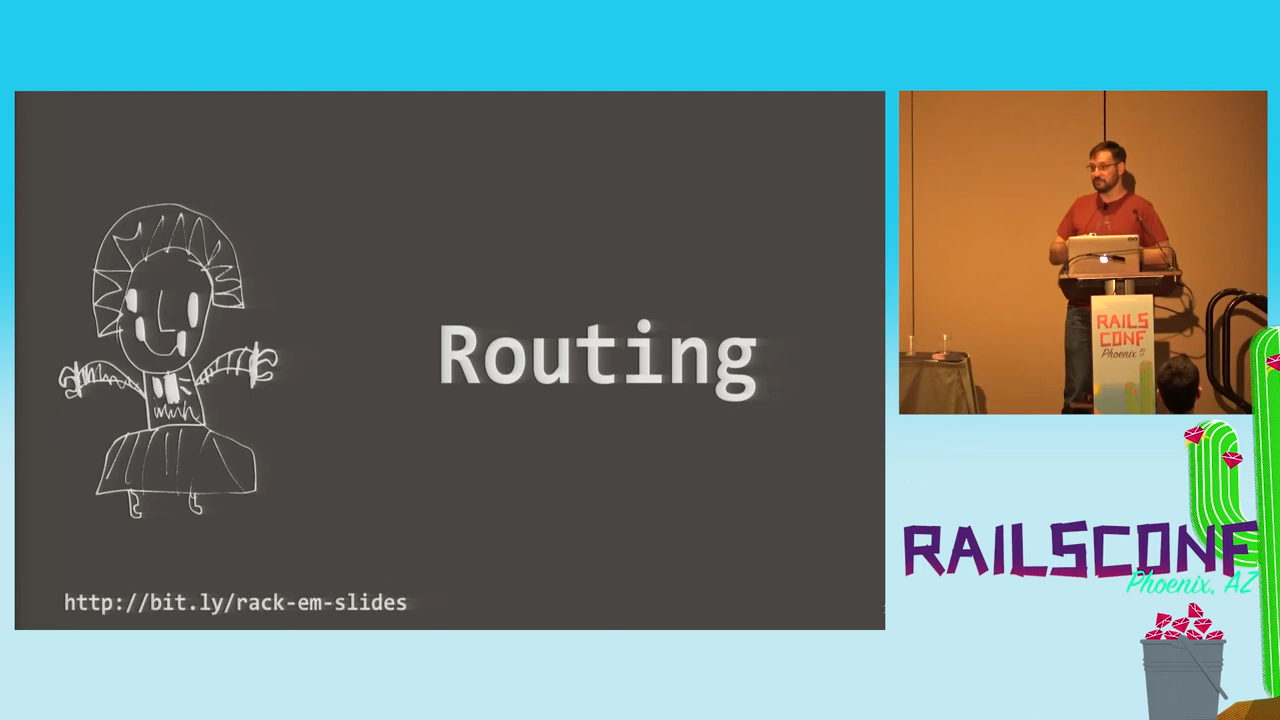 Routing
http://bit.ly/rack-em-slides
RAILS
CONF
Phoenix
RAILSCONF
Phoenix, AZ